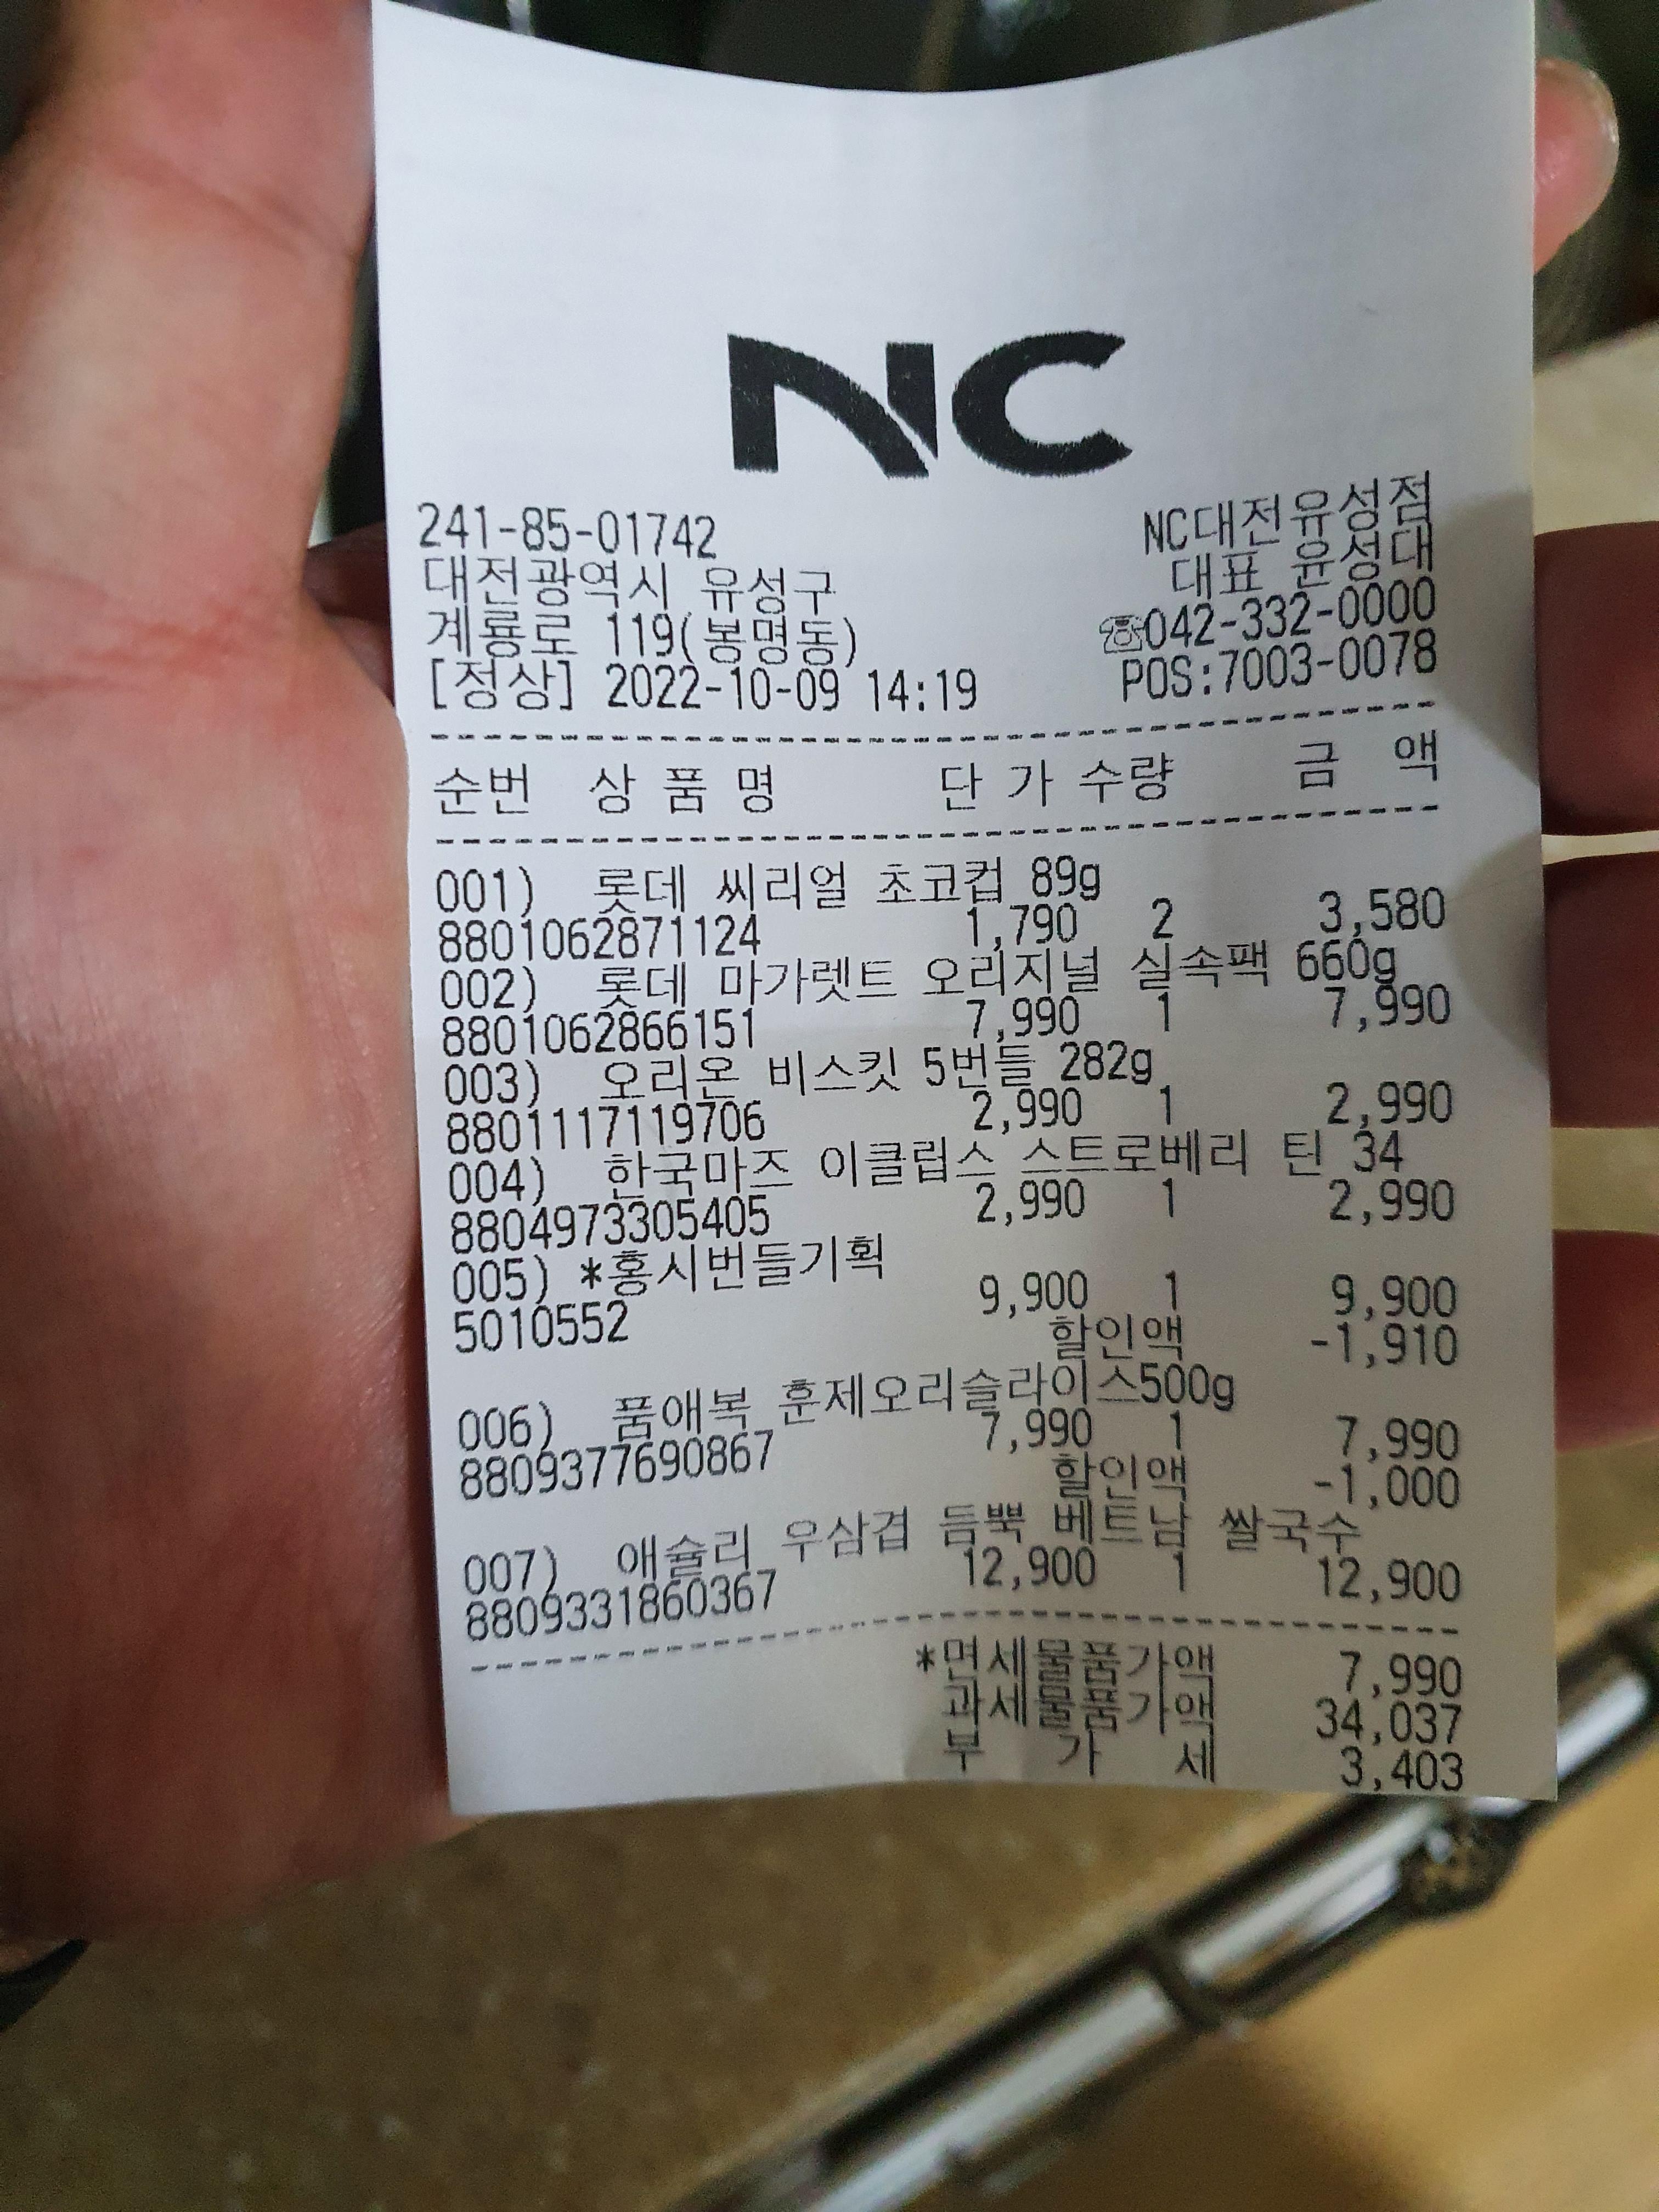 NC
241-85-01742 NC대전유성점
대전광역시 유성구 대표 윤성대
계룡로 119(봉명동) ☏042-332-0000
[정상] 2022-10-09 14:19 POS:7003-0078
순번 상 품 명 단 가 수량 금 액
001) 롯데 씨리얼 초코컵 89g
8801062871124 1,790 2 3,580
002) 롯데 마가렛트 오리지널 실속팩 660g
8801062866151 7,990 1 7,990
003) 오리온 비스킷 5번들 282g
8801117119706 2,990 1 2,990
004) 한국마즈 이클립스 스트로베리 틴 34
8804973305405 2,990 1 2,990
005) *홍시번들기획
5010552 9,900 1 9,900
할인액 -1,910
006) 품애복 훈제오리슬라이스500g
8809377690867 7,990 1 7,990
할인액 -1,000
007) 애슐리 우삼겹 듬뿍 베트남 쌀국수
8809331860367 12,900 1 12,900
*면세물품가액 7,990
과세물품가액 34,037
부 가 세 3,403